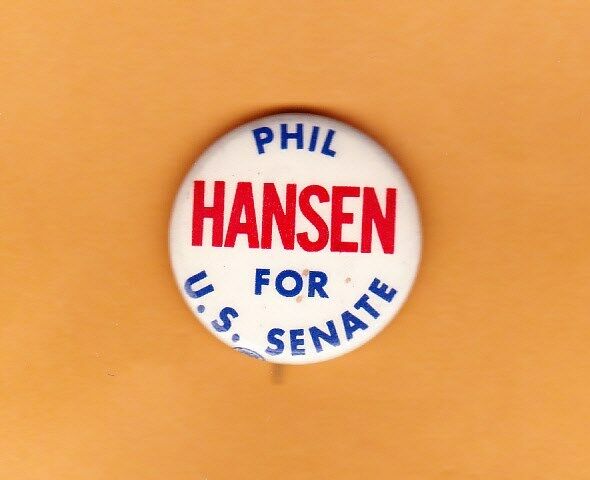 PHIL
HANSEN
FOR
U.S. SENATE